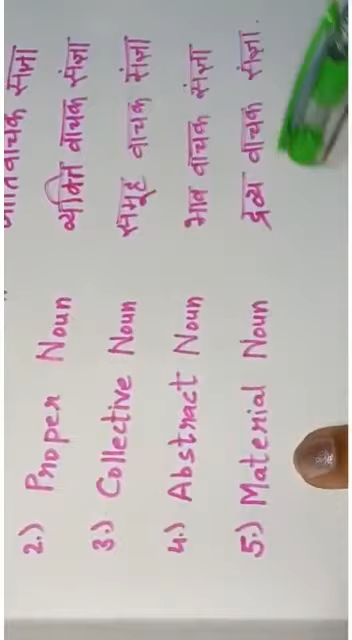 जातिवाचक संज्ञा
2.) Proper Noun व्यक्ति वाचक संज्ञा
3.) Collective Noun समूह वाचक संज्ञा
4.) Abstract Noun भाव वाचक संज्ञा
5.) Material Noun द्रव्य वाचक संज्ञा.